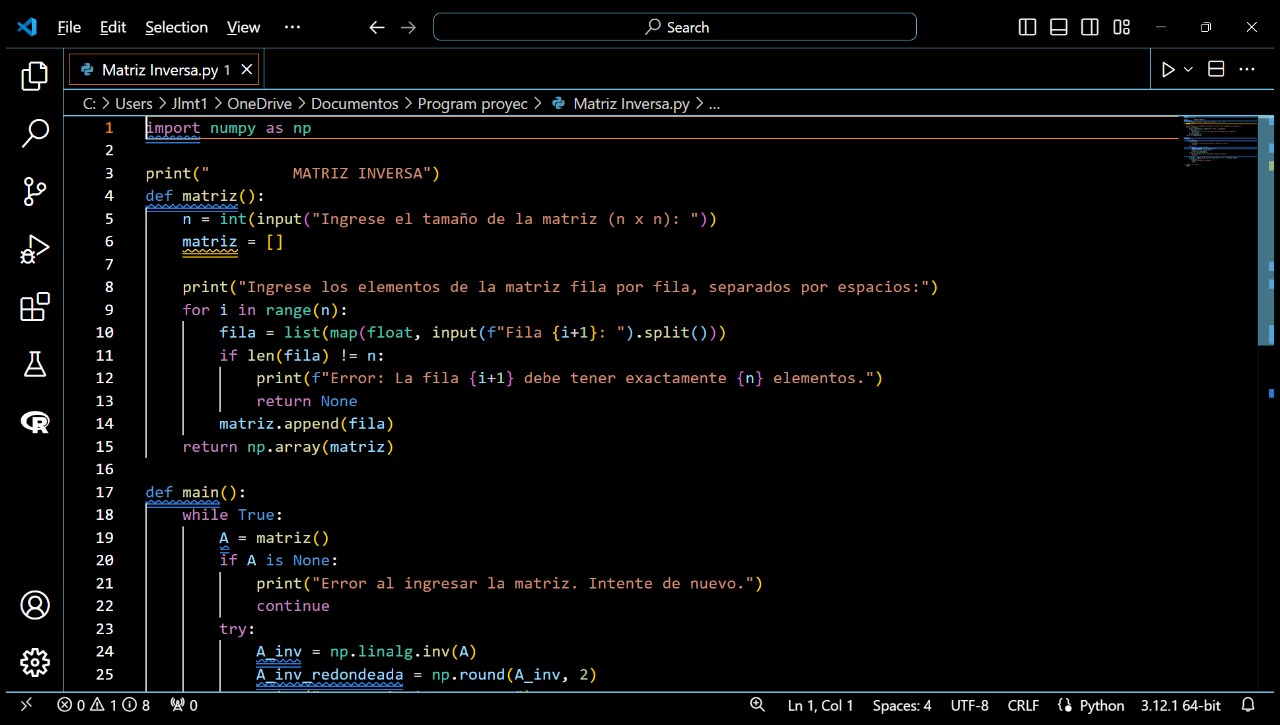 File Edit Selection View ··· Search
Matriz Inversa.py 1
C: > Users > Jlmt1 > OneDrive > Documentos > Program proyec > Matriz Inversa.py > ...
1 import numpy as np
2
3 print("         MATRIZ INVERSA")
4 def matriz():
5     n = int(input("Ingrese el tamaño de la matriz (n x n): "))
6     matriz = []
7
8     print("Ingrese los elementos de la matriz fila por fila, separados por espacios:")
9     for i in range(n):
10         fila = list(map(float, input(f"Fila {i+1}: ").split()))
11         if len(fila) != n:
12             print(f"Error: La fila {i+1} debe tener exactamente {n} elementos.")
13             return None
14         matriz.append(fila)
15     return np.array(matriz)
16
17 def main():
18     while True:
19         A = matriz()
20         if A is None:
21             print("Error al ingresar la matriz. Intente de nuevo.")
22             continue
23         try:
24             A_inv = np.linalg.inv(A)
25             A_inv_redondeada = np.round(A_inv, 2)
0 1 8 0 Ln 1, Col 1 Spaces: 4 UTF-8 CRLF Python 3.12.1 64-bit